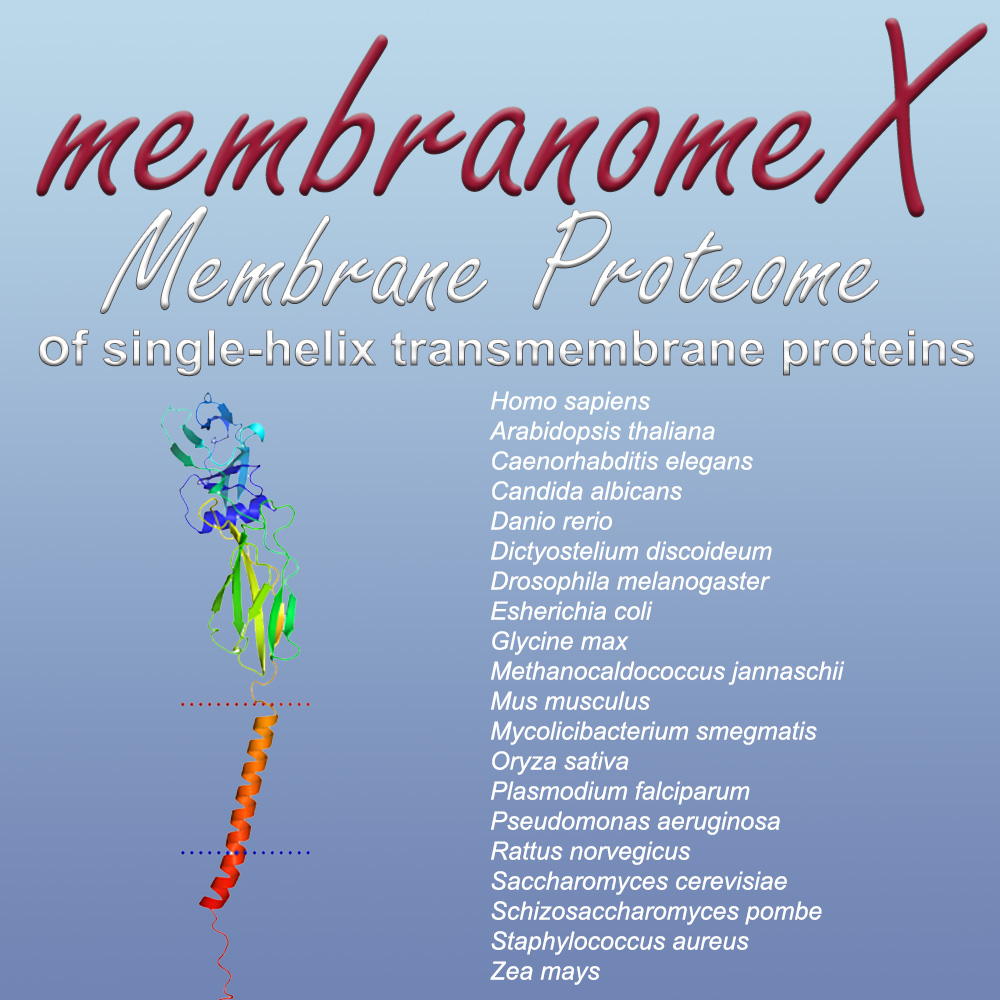 membranomeX
Membrane Proteome
of single-helix transmembrane proteins
Homo sapiens
Arabidopsis thaliana
Caenorhabditis elegans
Candida albicans
Danio rerio
Dictyostelium discoideum
Drosophila melanogaster
Esherichia coli
Glycine max
Methanocaldococcus jannaschii
Mus musculus
Mycolicibacterium smegmatis
Oryza sativa
Plasmodium falciparum
Pseudomonas aeruginosa
Rattus norvegicus
Saccharomyces cerevisiae
Schizosaccharomyces pombe
Staphylococcus aureus
Zea mays